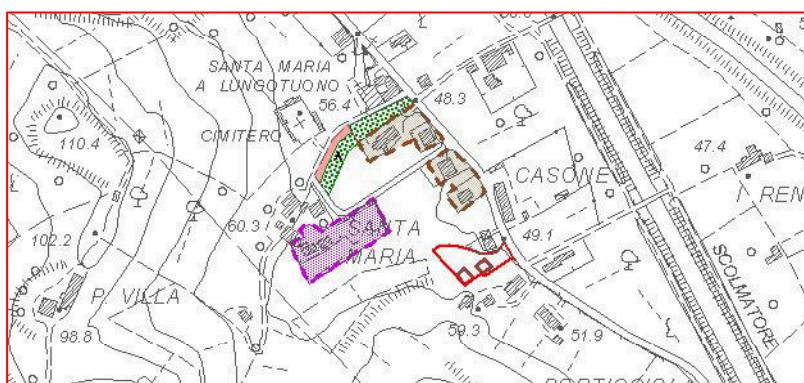 SANTA MARIA
A LUNGOTUONO
56.4
48.3
CIMITERO
110.4
47.4
CASONE
I REN
60.3
SANTA
MARIA
49.1
102.2
SCOLMATORE
P. VILLA
59.3
51.9
98.8